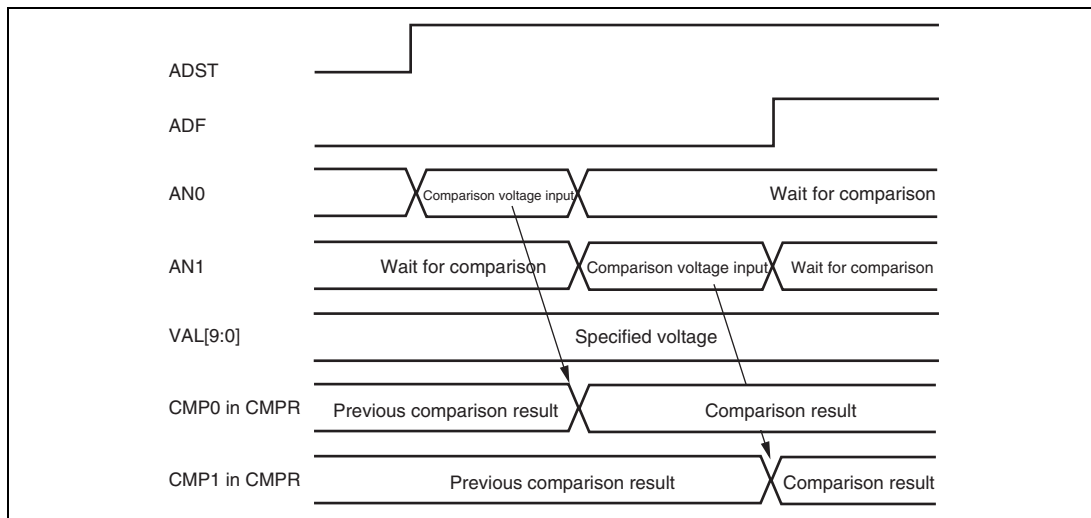 ADST
ADF
AN0 Comparison voltage input Wait for comparison
AN1 Wait for comparison Comparison voltage input Wait for comparison
VAL[9:0] Specified voltage
CMP0 in CMPR Previous comparison result Comparison result
CMP1 in CMPR Previous comparison result Comparison result